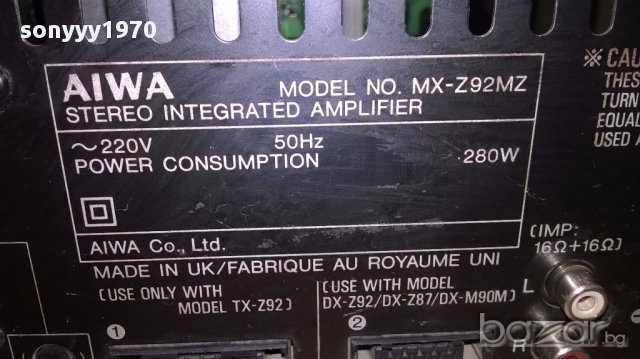 sonyyy1970
AIWA MODEL NO. MX-Z92MZ
STEREO INTEGRATED AMPLIFIER
~220V 50Hz
POWER CONSUMPTION 280W
AIWA Co., Ltd.
MADE IN UK/FABRIQUE AU ROYAUME UNI
(USE ONLY WITH
MODEL TX-Z92)
(USE WITH MODEL
DX-Z92/DX-Z87/DX-M90M)
1
2
※ CAU
THESE
TURN
EQUAL
USED A
(IMP:
16Ω+16Ω)
L
R
bazar.bg